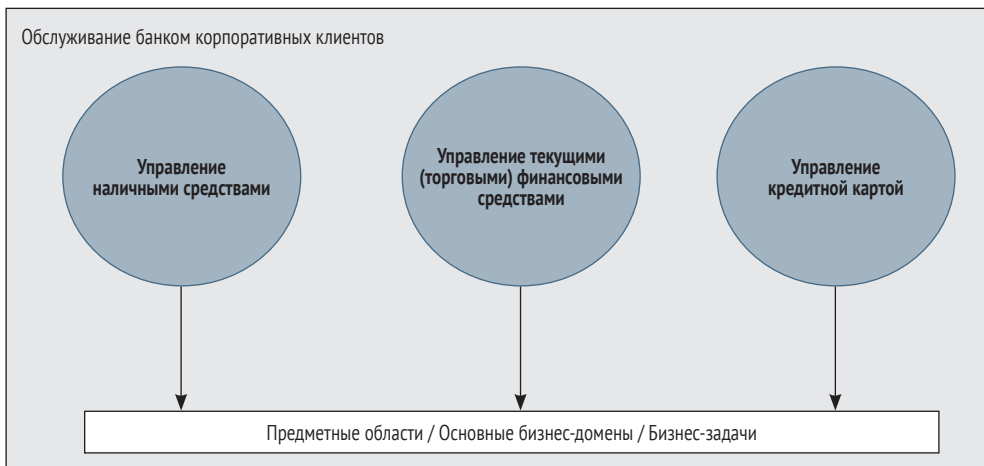 Обслуживание банком корпоративных клиентов
Управление
наличными средствами
Управление текущими
(торговыми) финансовыми
средствами
Управление
кредитной картой
Предметные области / Основные бизнес-домены / Бизнес-задачи